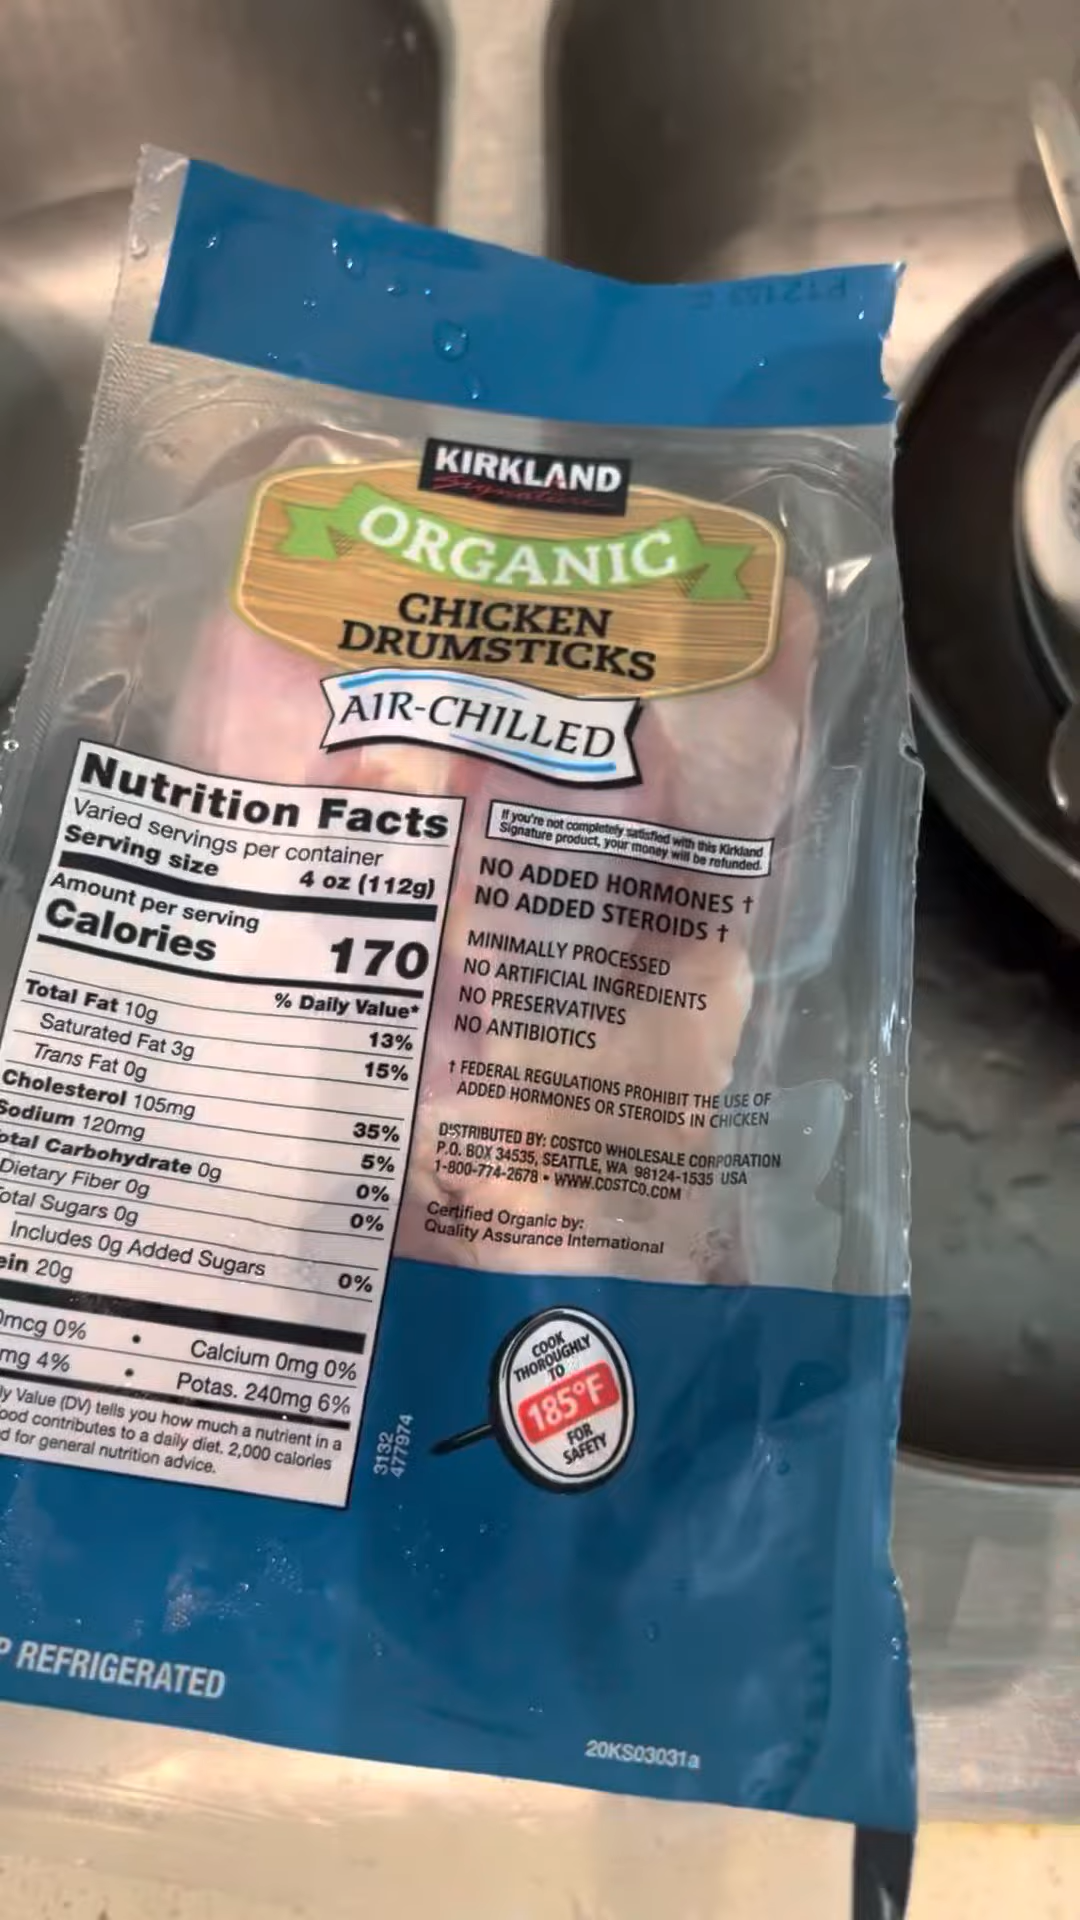 KIRKLAND
Signature
ORGANIC
CHICKEN
DRUMSTICKS
AIR-CHILLED
Nutrition Facts
Varied servings per container
Serving size 4 oz (112g)
Amount per serving
Calories 170
% Daily Value*
Total Fat 10g 13%
Saturated Fat 3g 15%
Trans Fat 0g
Cholesterol 105mg 35%
Sodium 120mg 5%
otal Carbohydrate 0g 0%
Dietary Fiber 0g 0%
otal Sugars 0g
Includes 0g Added Sugars 0%
ein 20g
0mcg 0% • Calcium 0mg 0%
mg 4% • Potas. 240mg 6%
ly Value (DV) tells you how much a nutrient in a
ood contributes to a daily diet. 2,000 calories
d for general nutrition advice.
If you're not completely satisfied with this Kirkland
Signature product, your money will be refunded.
NO ADDED HORMONES †
NO ADDED STEROIDS †
MINIMALLY PROCESSED
NO ARTIFICIAL INGREDIENTS
NO PRESERVATIVES
NO ANTIBIOTICS
† FEDERAL REGULATIONS PROHIBIT THE USE OF
ADDED HORMONES OR STEROIDS IN CHICKEN
DISTRIBUTED BY: COSTCO WHOLESALE CORPORATION
P.O. BOX 34535, SEATTLE, WA 98124-1535 USA
1-800-774-2678 • WWW.COSTCO.COM
Certified Organic by:
Quality Assurance International
COOK
THOROUGHLY
TO
185°F
FOR
SAFETY
3132
477974
P REFRIGERATED
20KS03031a